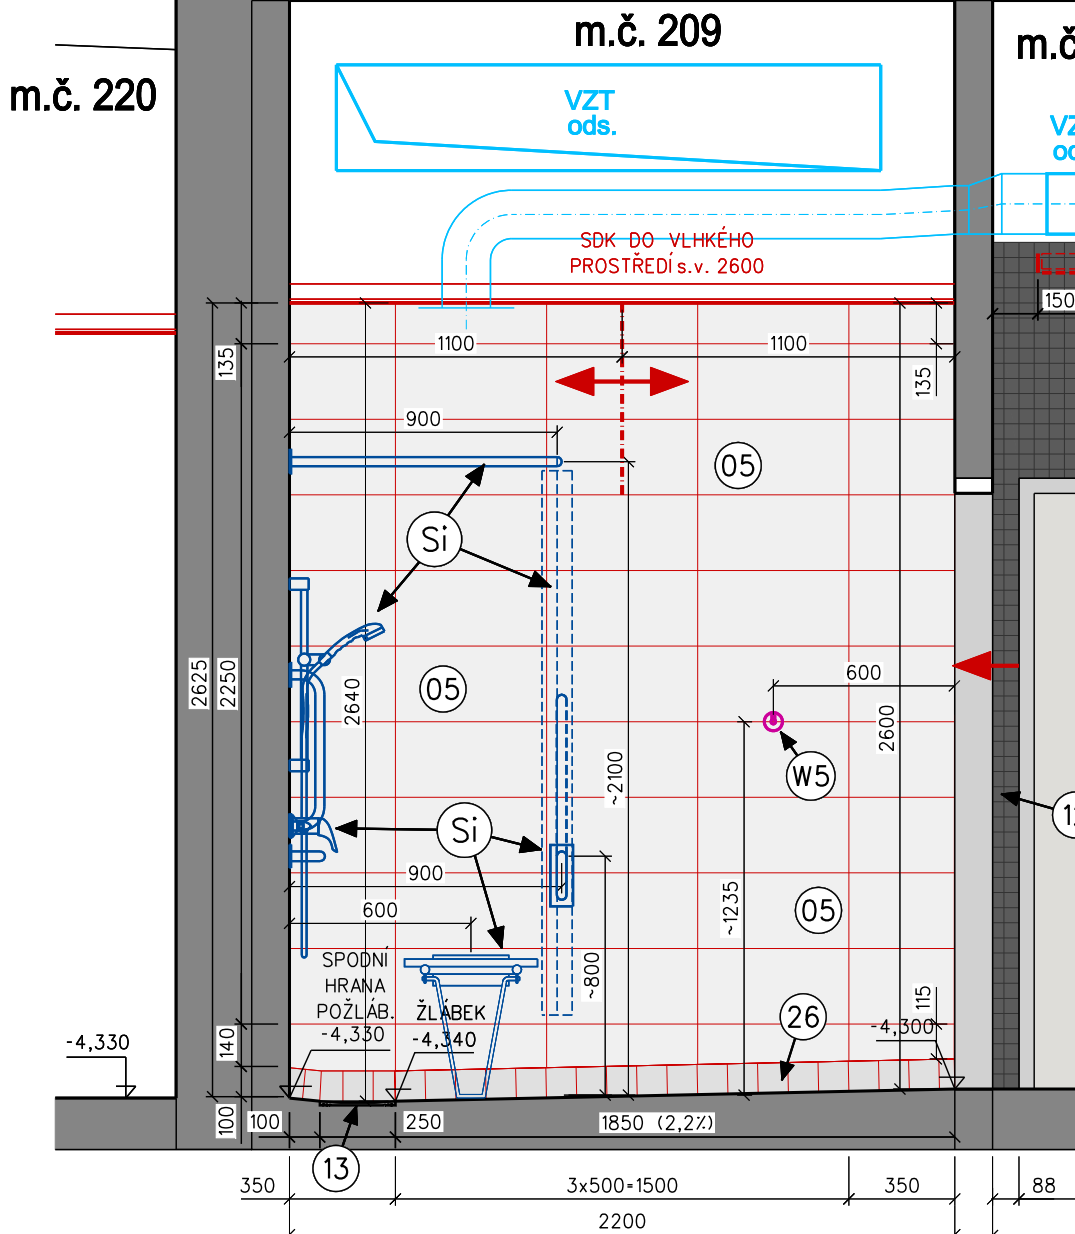 m.č. 209
m.č
m.č. 220
VZT
ods.
VZ
od
SDK DO VLHKÉHO
PROSTŘEDÍ s.v. 2600
150
1100
1100
135
135
900
05
Si
2625
2250
2640
05
600
2600
W5
~2100
Si
900
~1235
05
600
~800
SPODNÍ
HRANA
POŽLÁB.
-4,330
ŽLÁBEK
-4,340
115
26
-4,300
-4,330
140
100
100
250
1850 (2,2%)
13
350
3x500=1500
350
88
2200